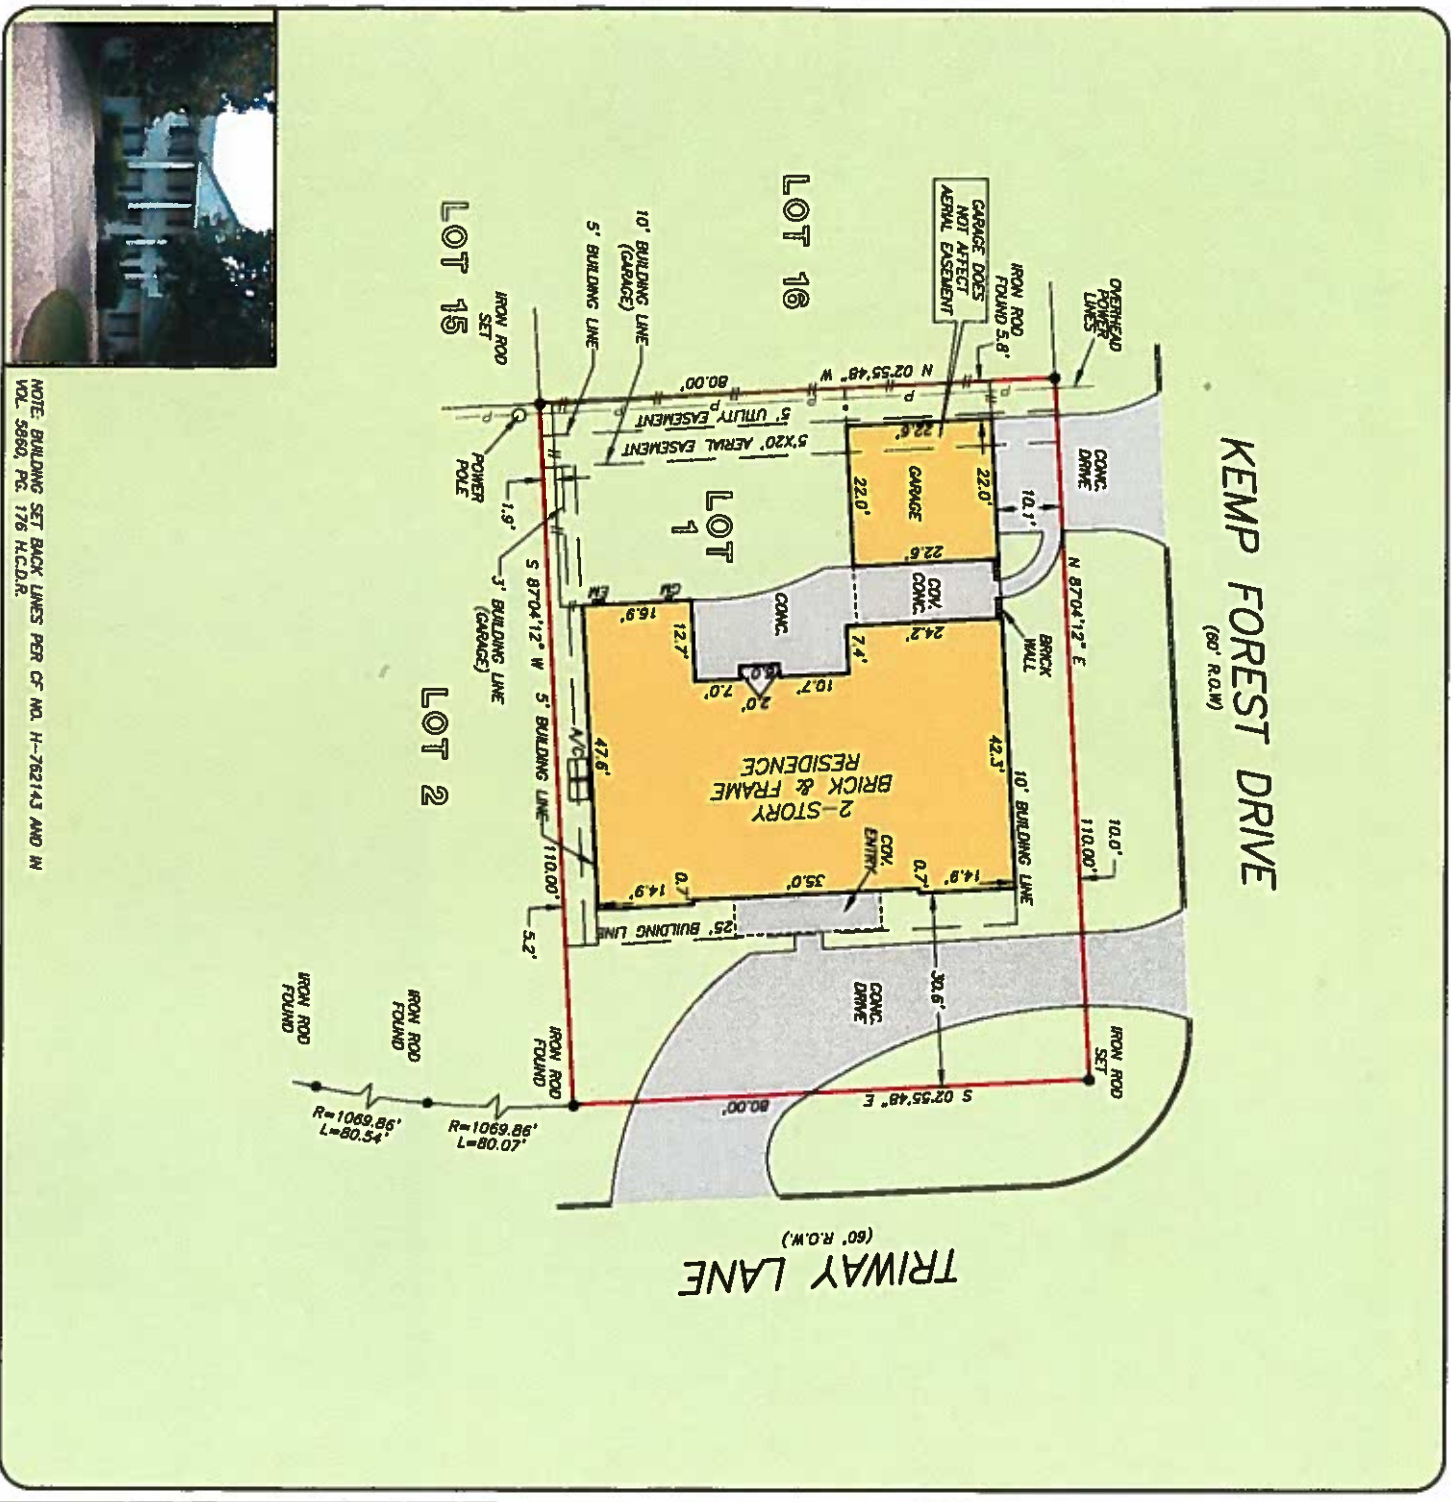 KEMP FOREST DRIVE
(60' R.O.W)
OVERHEAD
POWER
LINES
IRON ROD
FOUND 5.8'
GARAGE DOES
NOT AFFECT
AERIAL EASEMENT
LOT 16
10' BUILDING LINE
(GARAGE)
5' BUILDING LINE
LOT 15
IRON ROD
SET
POWER
POLE
N 02°55'48" W
80.00'
5' UTILITY EASEMENT
5'X20' AERIAL EASEMENT
P
P
P
P
P
CONC.
DRIVE
10.1'
N 87°04'12" E
110.00'
10.0'
22.6'
22.0'
GARAGE
22.0'
22.6'
LOT
1
COV.
CONC.
BRICK
WALL
CONC.
24.2'
7.4'
10.7'
5.0'
2.0'
7.0'
12.7'
GM
16.9'
EM
42.3'
10' BUILDING LINE
2-STORY
BRICK & FRAME
RESIDENCE
47.6'
A/C
1.9'
3' BUILDING LINE
(GARAGE)
S 87°04'12" W
110.00'
5' BUILDING LINE
5.2'
LOT 2
COV.
ENTRY
14.9'
0.7'
35.0'
0.7'
14.9'
25' BUILDING LINE
30.6'
CONC.
DRIVE
IRON ROD
SET
S 02°55'48" E
80.00'
IRON ROD
FOUND
IRON ROD
FOUND
IRON ROD
FOUND
R=1069.86'
L=80.07'
R=1069.86'
L=80.54'
TRIWAY LANE
(60' R.O.W.)
NOTE: BUILDING SET BACK LINES PER CF NO. H-762143 AND IN
VOL. 5860, PG. 176 H.C.D.R.